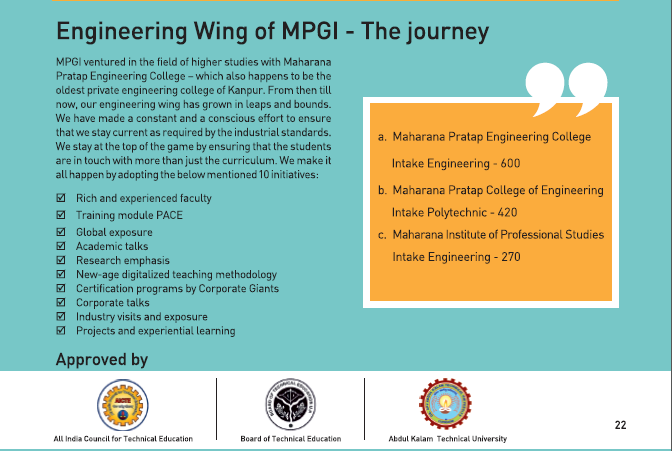 Engineering Wing of MPGI - The journey
MPGI ventured in the field of higher studies with Maharana
Pratap Engineering College – which also happens to be the
oldest private engineering college of Kanpur. From then till
now, our engineering wing has grown in leaps and bounds.
We have made a constant and a conscious effort to ensure
that we stay current as required by the industrial standards.
We stay at the top of the game by ensuring that the students
are in touch with more than just the curriculum. We make it
all happen by adopting the below mentioned 10 initiatives:
Rich and experienced faculty
Training module PACE
Global exposure
Academic talks
Research emphasis
New-age digitalized teaching methodology
Certification programs by Corporate Giants
Corporate talks
Industry visits and exposure
Projects and experiential learning
a. Maharana Pratap Engineering College
Intake Engineering - 600
b. Maharana Pratap College of Engineering
Intake Polytechnic - 420
c. Maharana Institute of Professional Studies
Intake Engineering - 270
Approved by
AICTE
All India Council for Technical Education
Board of Technical Education
Abdul Kalam Technical University
22